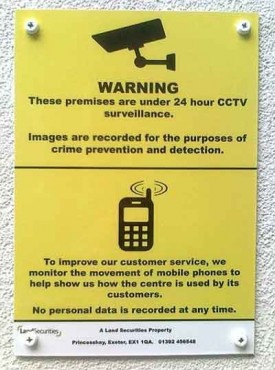 WARNING
These premises are under 24 hour CCTV
surveillance.
Images are recorded for the purposes of
crime prevention and detection.
To improve our customer service, we
monitor the movement of mobile phones to
help show us how the centre is used by its
customers.
No personal data is recorded at any time.
LandSecurities
A Land Securities Property
Princesshay, Exeter, EX1 1GA. 01392 459848